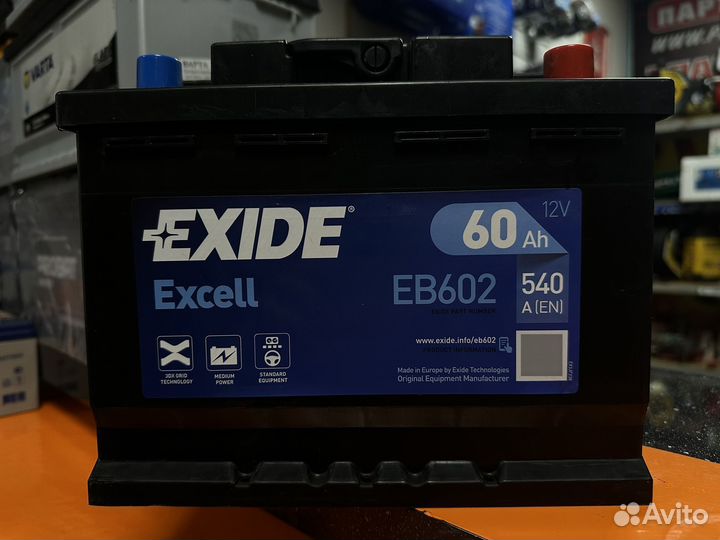 VARTA
ПАРТ
EXIDE®
Excell
12V
60 Ah
EB602
EXIDE PART NUMBER
540
A (EN)
www.exide.info/eb602
PRODUCT INFORMATION
3DX GRID
TECHNOLOGY
MEDIUM
POWER
STANDARD
EQUIPMENT
Made in Europe by Exide Technologies
Original Equipment Manufacturer
Avito